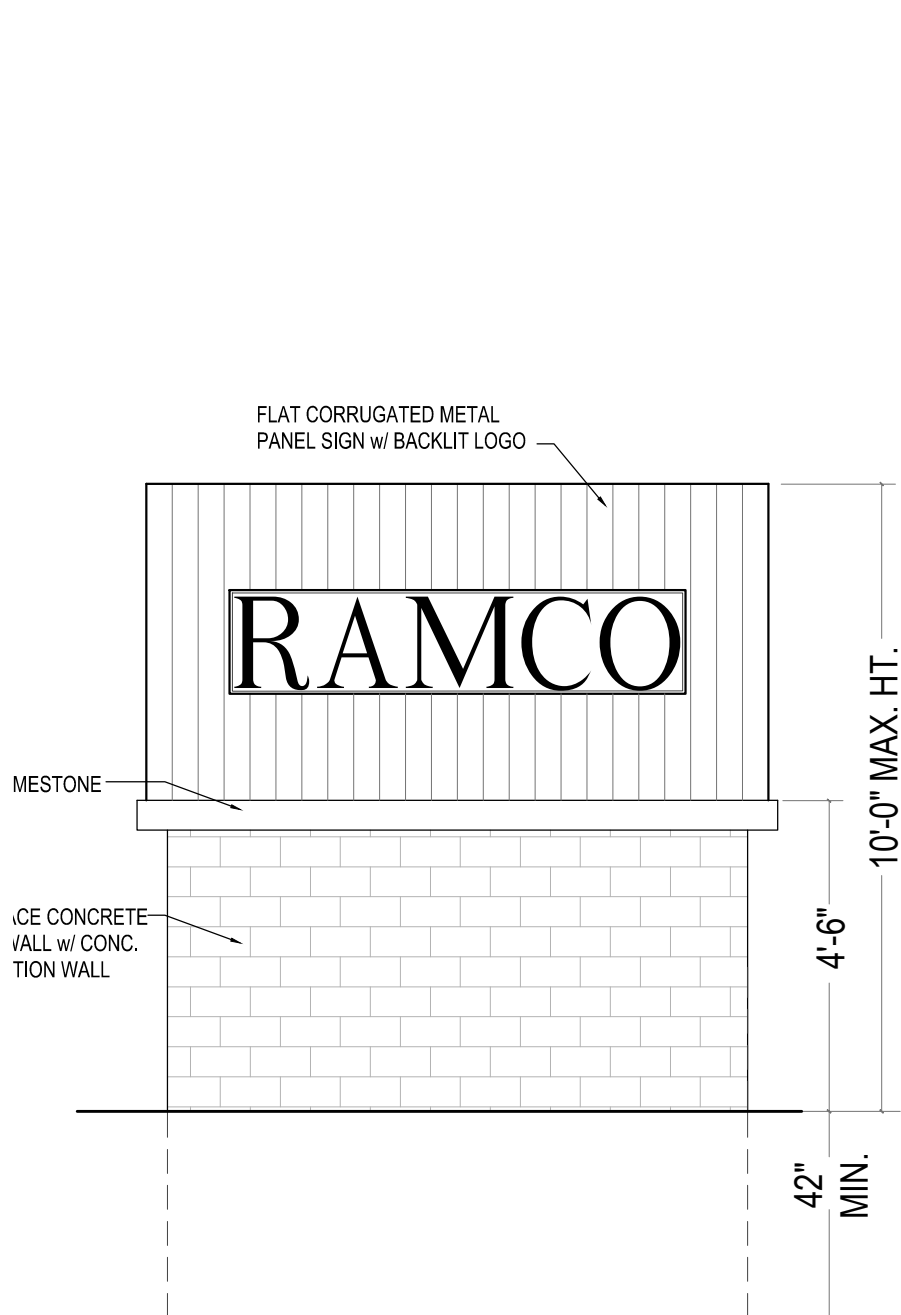 FLAT CORRUGATED METAL
PANEL SIGN w/ BACKLIT LOGO
RAMCO
MESTONE
10'-0" MAX. HT.
ACE CONCRETE
WALL w/ CONC.
TION WALL
4'-6"
42"
MIN.